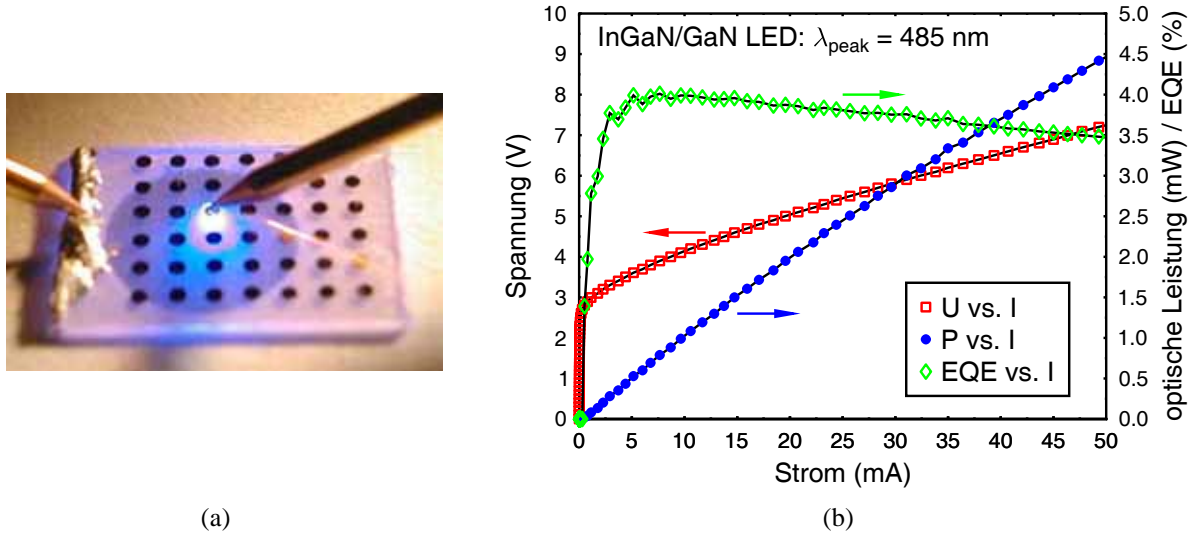 InGaN/GaN LED: λpeak = 485 nm
Spannung (V)
10
9
8
7
6
5
4
3
2
1
0
5.0
4.5
4.0
3.5
3.0
2.5
2.0
1.5
1.0
0.5
0.0
optische Leistung (mW) / EQE (%)
U vs. I
P vs. I
EQE vs. I
0 5 10 15 20 25 30 35 40 45 50
Strom (mA)
(a) (b)